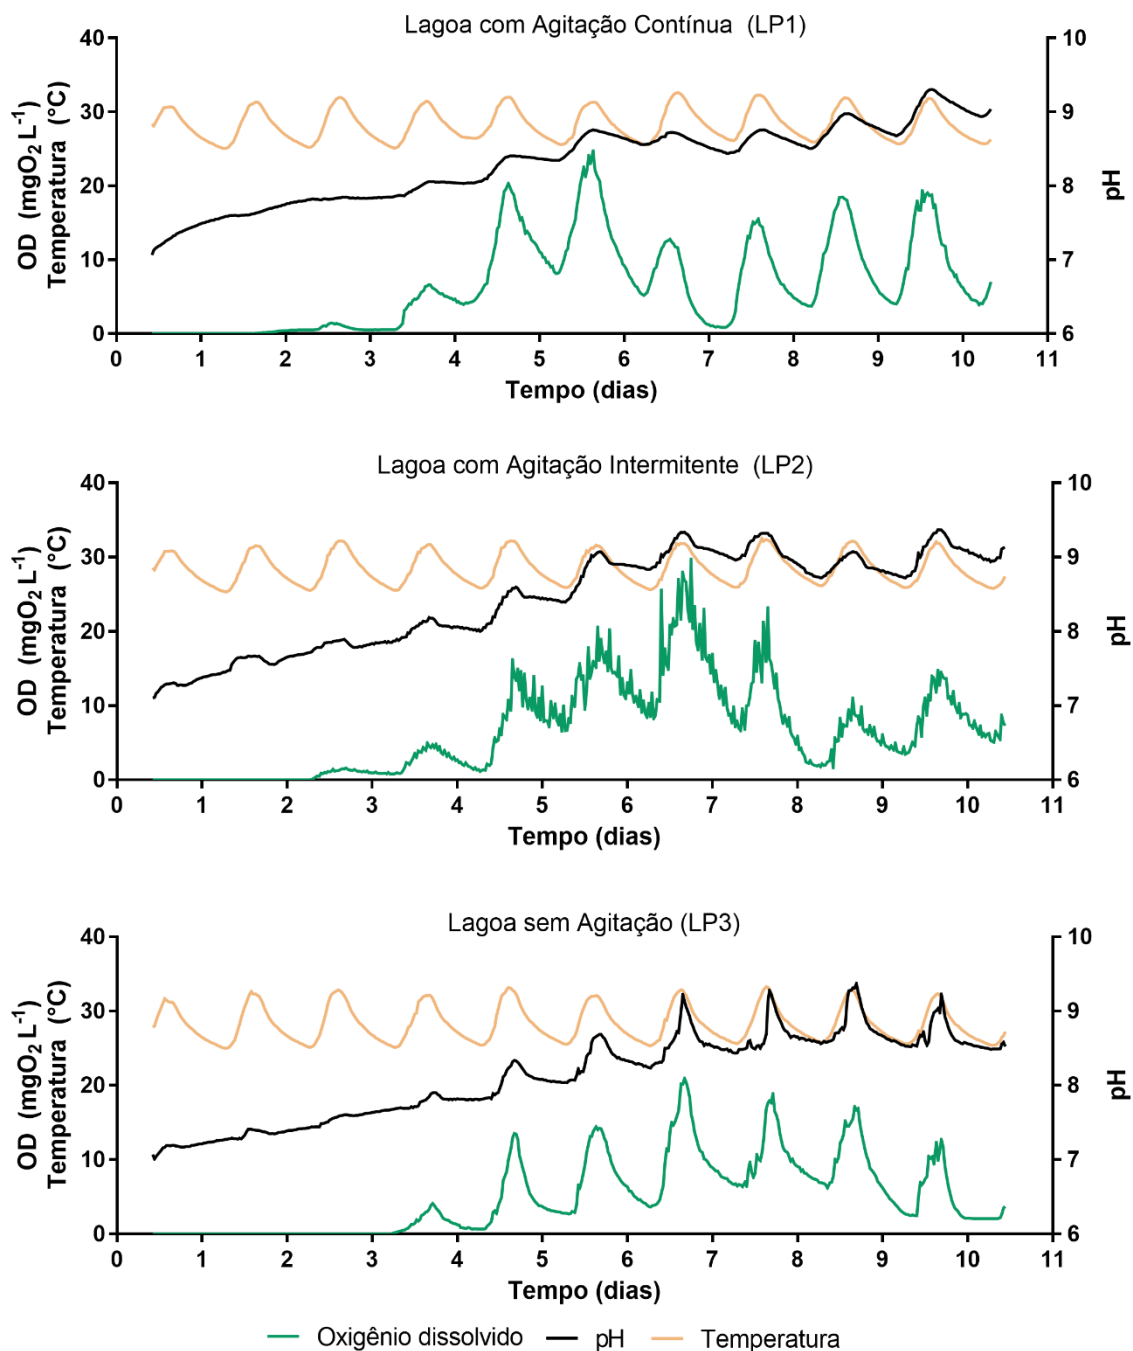 Lagoa com Agitação Contínua (LP1)
40
30
20
10
0
OD (mgO₂ L⁻¹)
Temperatura (°C)
10
9
8
7
6
pH
0 1 2 3 4 5 6 7 8 9 10 11
Tempo (dias)
Lagoa com Agitação Intermitente (LP2)
40
30
20
10
0
OD (mgO₂ L⁻¹)
Temperatura (°C)
10
9
8
7
6
pH
0 1 2 3 4 5 6 7 8 9 10 11
Tempo (dias)
Lagoa sem Agitação (LP3)
40
30
20
10
0
OD (mgO₂ L⁻¹)
Temperatura (°C)
10
9
8
7
6
pH
0 1 2 3 4 5 6 7 8 9 10 11
Tempo (dias)
Oxigênio dissolvido pH Temperatura